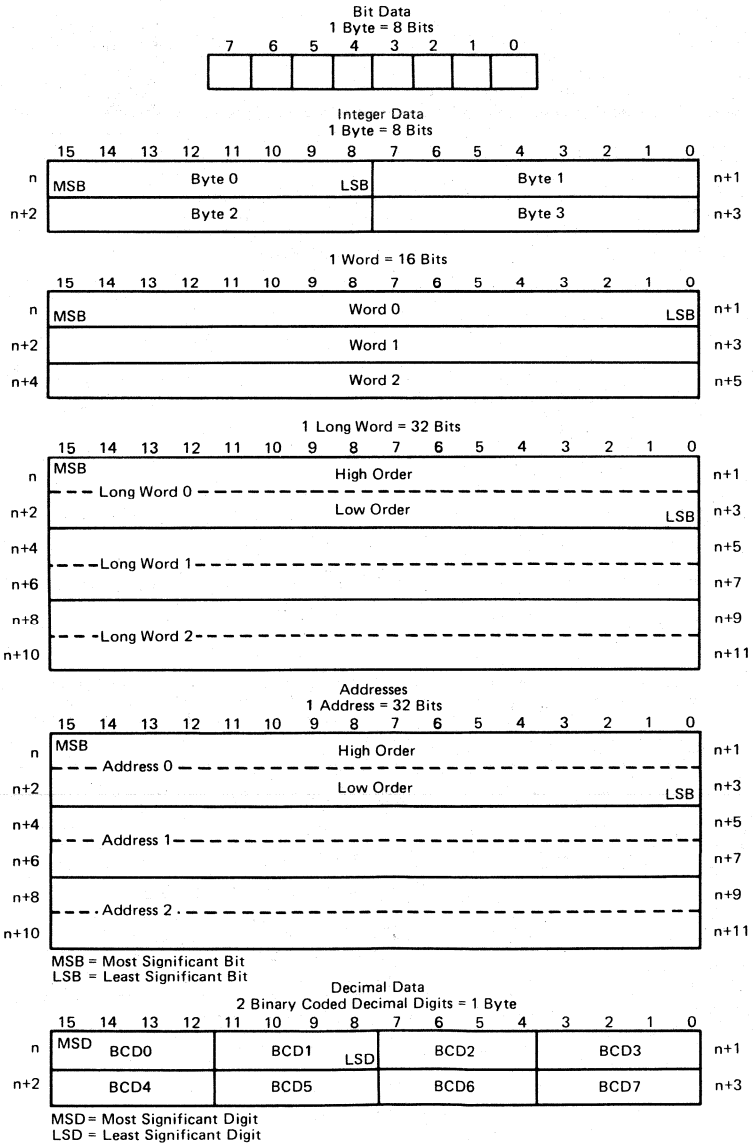 Bit Data
1 Byte = 8 Bits
7 6 5 4 3 2 1 0
Integer Data
1 Byte = 8 Bits
15 14 13 12 11 10 9 8 7 6 5 4 3 2 1 0
n MSB Byte 0 LSB Byte 1 n+1
n+2 Byte 2 Byte 3 n+3
1 Word = 16 Bits
15 14 13 12 11 10 9 8 7 6 5 4 3 2 1 0
n MSB Word 0 LSB n+1
n+2 Word 1 n+3
n+4 Word 2 n+5
1 Long Word = 32 Bits
15 14 13 12 11 10 9 8 7 6 5 4 3 2 1 0
n MSB High Order n+1
Long Word 0
n+2 Low Order LSB n+3
n+4 n+5
Long Word 1
n+6 n+7
n+8 n+9
Long Word 2
n+10 n+11
Addresses
1 Address = 32 Bits
15 14 13 12 11 10 9 8 7 6 5 4 3 2 1 0
n MSB High Order n+1
Address 0
n+2 Low Order LSB n+3
n+4 n+5
Address 1
n+6 n+7
n+8 n+9
Address 2
n+10 n+11
MSB = Most Significant Bit
LSB = Least Significant Bit
Decimal Data
2 Binary Coded Decimal Digits = 1 Byte
15 14 13 12 11 10 9 8 7 6 5 4 3 2 1 0
n MSD BCD0 BCD1 LSD BCD2 BCD3 n+1
n+2 BCD4 BCD5 BCD6 BCD7 n+3
MSD = Most Significant Digit
LSD = Least Significant Digit